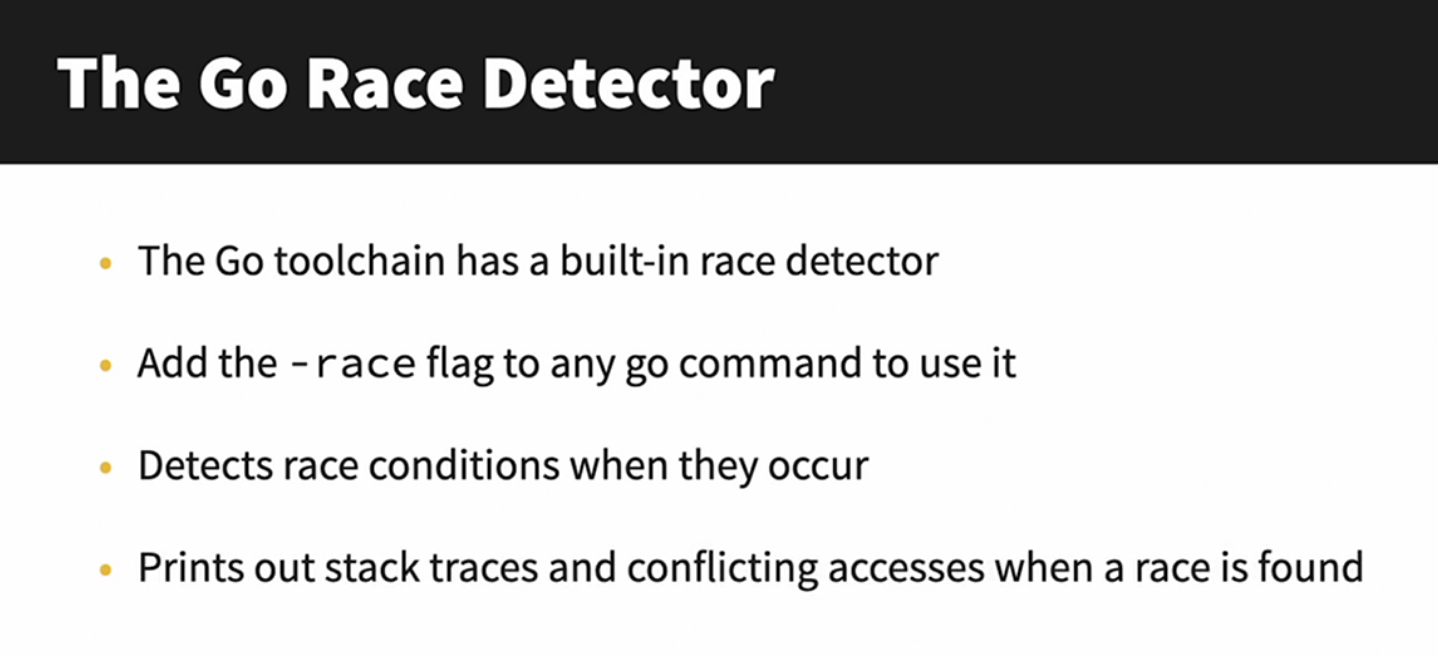 The Go Race Detector
• The Go toolchain has a built-in race detector
• Add the -race flag to any go command to use it
• Detects race conditions when they occur
• Prints out stack traces and conflicting accesses when a race is found